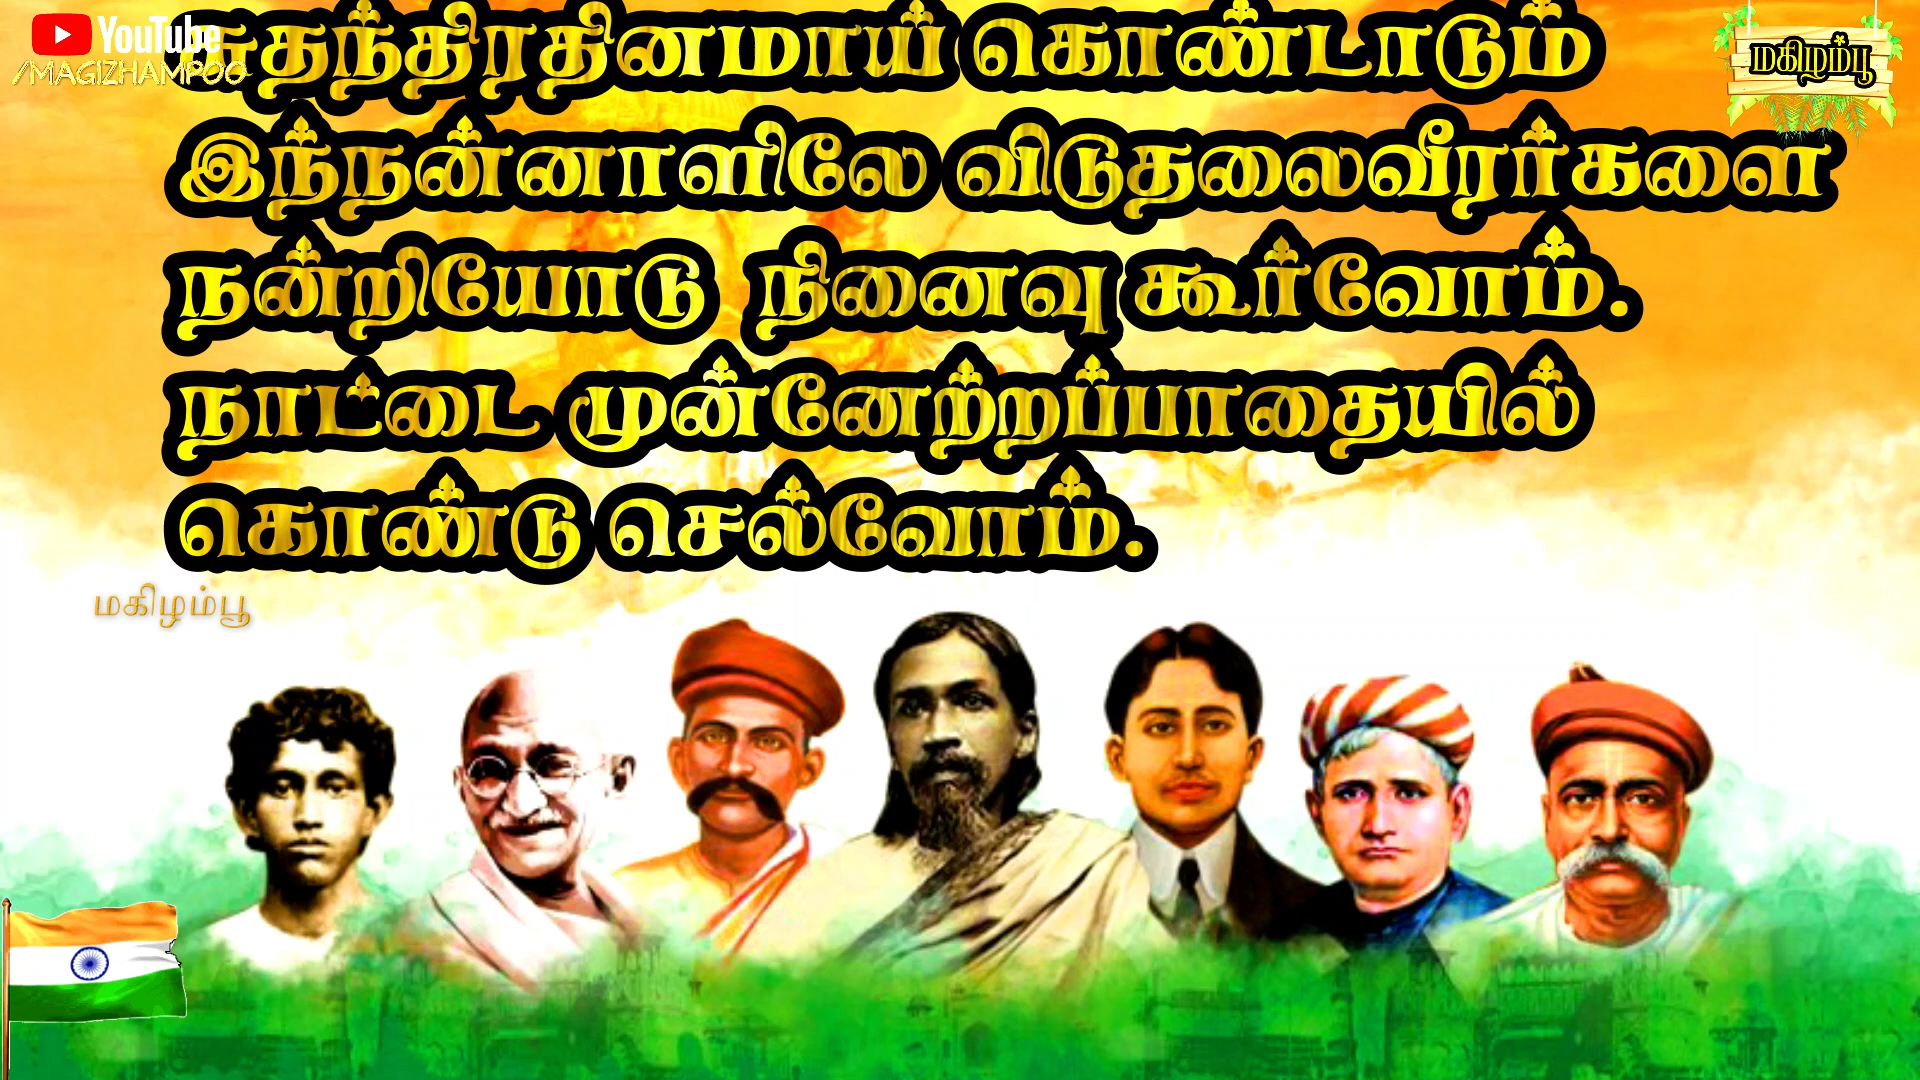 YouTube
/MAGIZHAMPOO
மகிழம்பூ
சுதந்திரதினமாய் கொண்டாடும்
இந்நன்னாளிலே விடுதலைவீரர்களை
நன்றியோடு நினைவு கூர்வோம்.
நாட்டை முன்னேற்றப்பாதையில்
கொண்டு செல்வோம்.
மகிழம்பூ